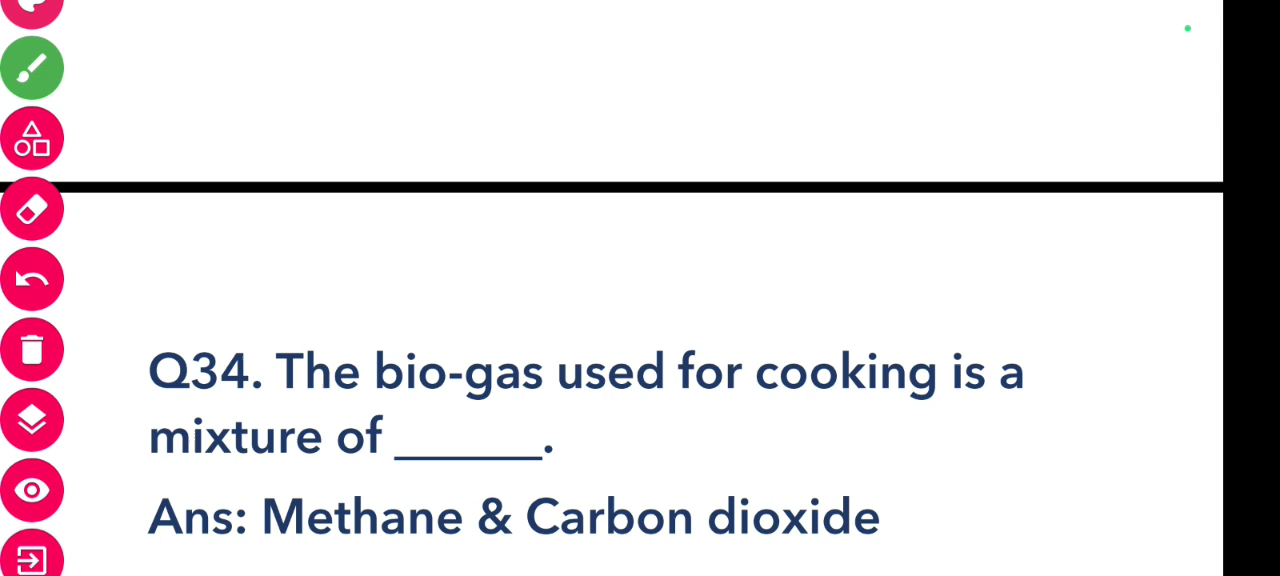 Q34. The bio-gas used for cooking is a
mixture of ______.
Ans: Methane & Carbon dioxide